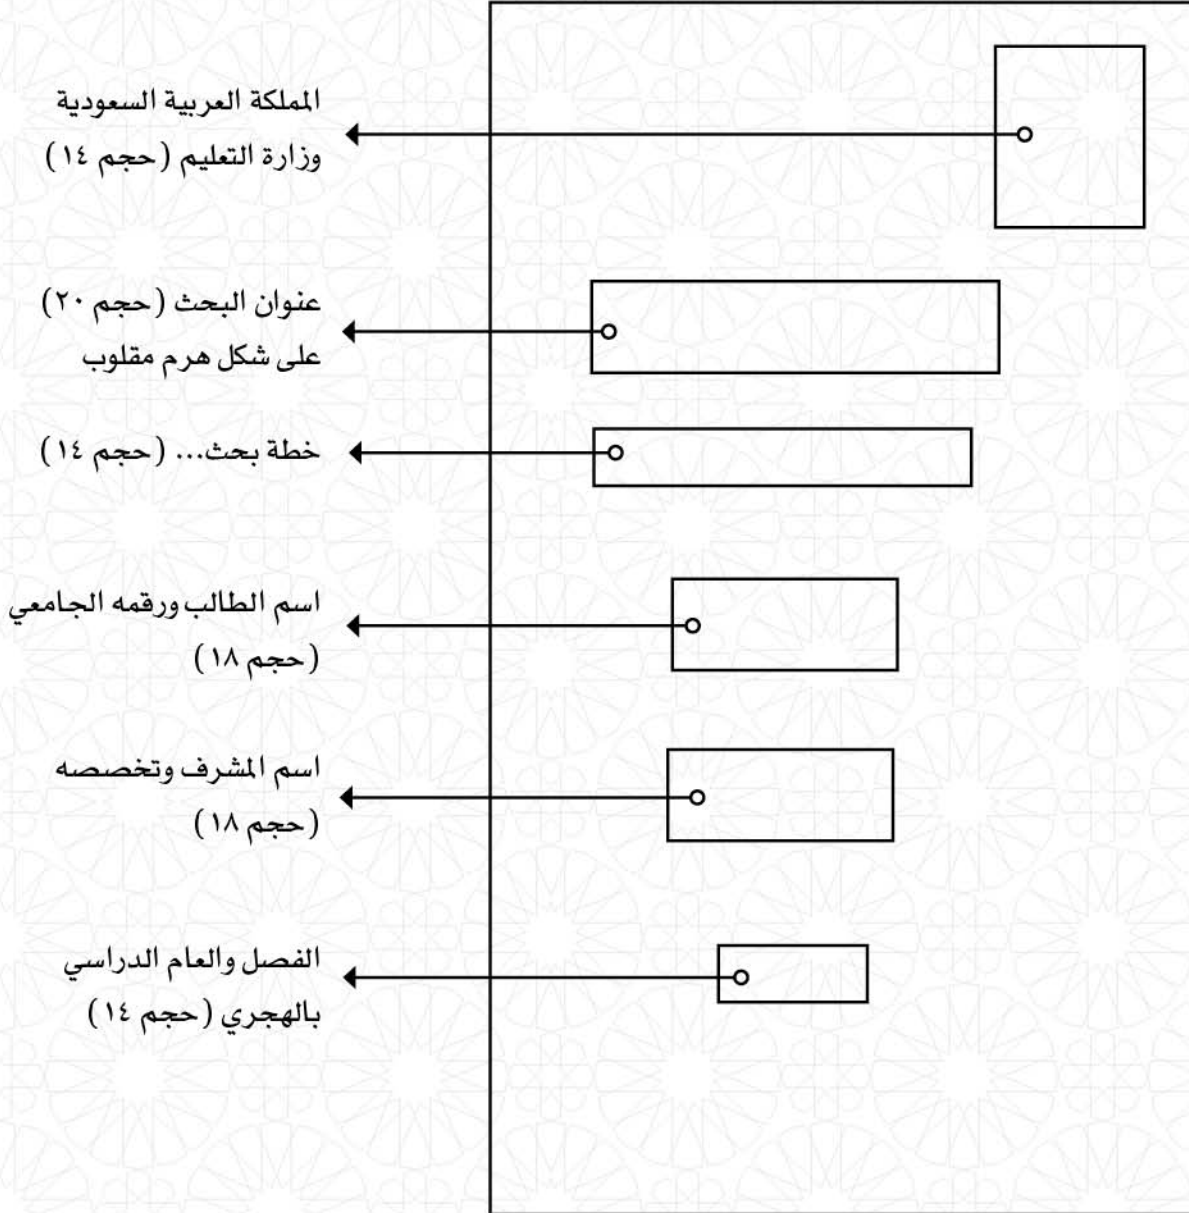 المملكة العربية السعودية
وزارة التعليم (حجم ١٤)
عنوان البحث (حجم ٢٠)
على شكل هرم مقلوب
خطة بحث... (حجم ١٤)
اسم الطالب ورقمه الجامعي
(حجم ١٨)
اسم المشرف وتخصصه
(حجم ١٨)
الفصل والعام الدراسي
بالهجري (حجم ١٤)